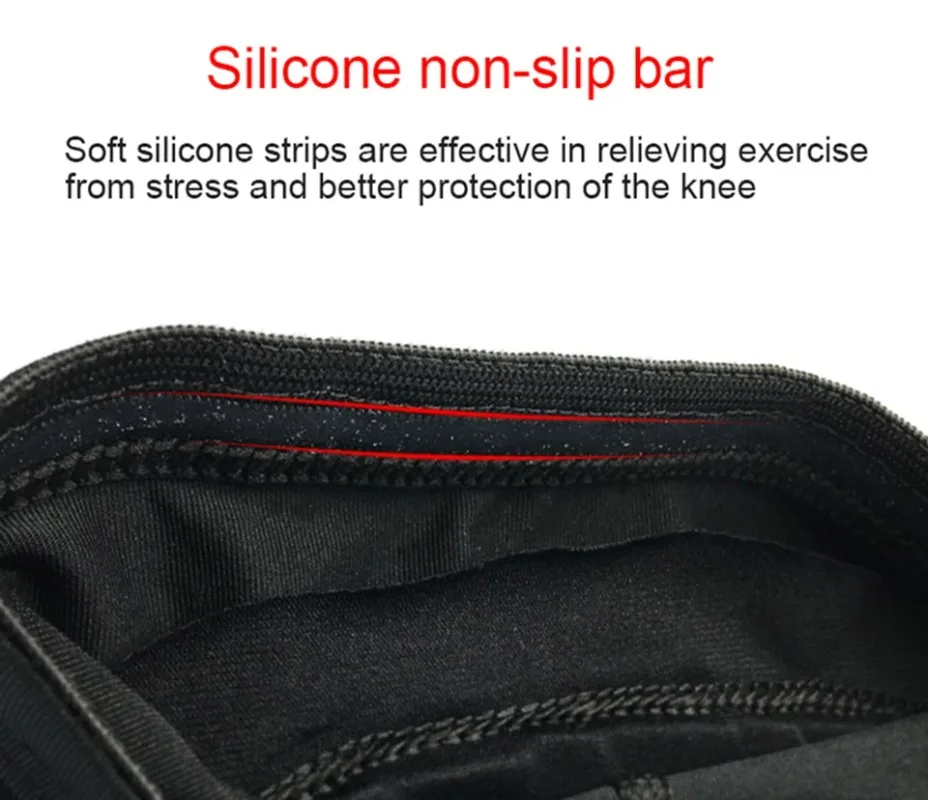 Silicone non-slip bar
Soft silicone strips are effective in relieving exercise
from stress and better protection of the knee